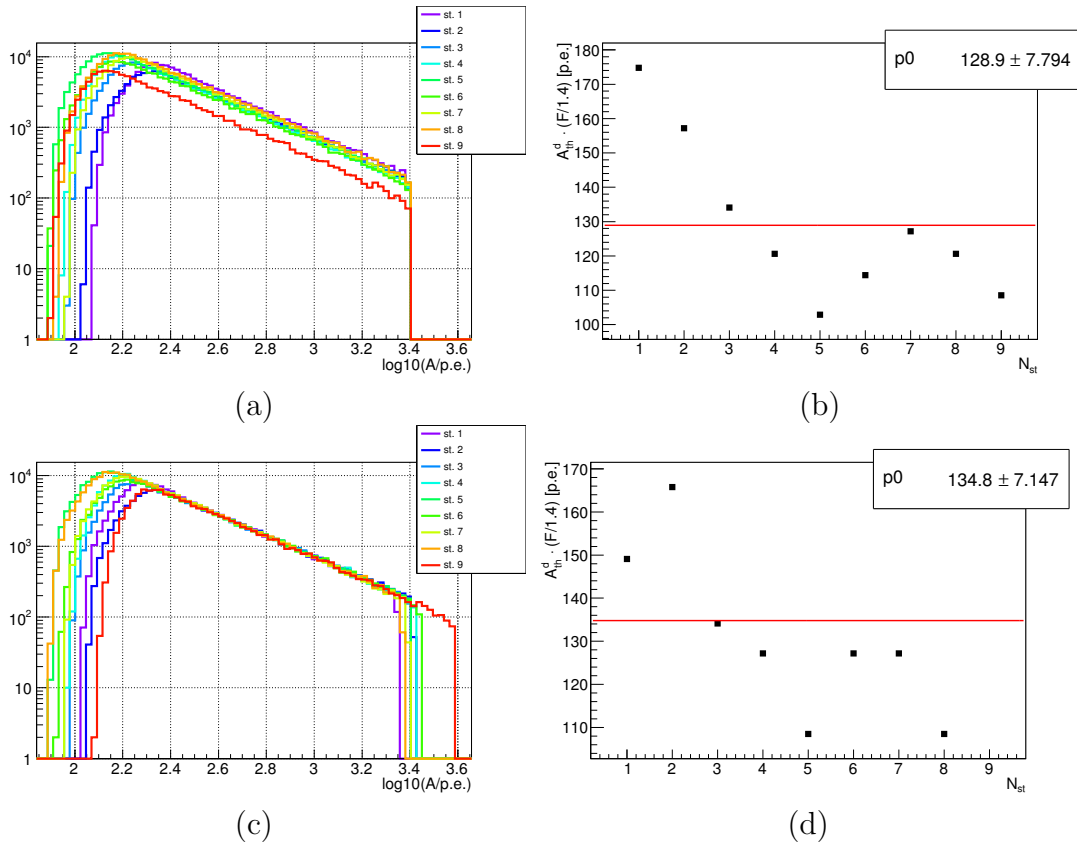 st. 1
st. 2
st. 3
st. 4
st. 5
st. 6
st. 7
st. 8
st. 9
10⁴
10³
10²
10
1
2 2.2 2.4 2.6 2.8 3 3.2 3.4 3.6
log10(A/p.e.)
(a)
A_th^d · (F/1.4) [p.e.]
p0 128.9 ± 7.794
180
170
160
150
140
130
120
110
100
1 2 3 4 5 6 7 8 9
N_st
(b)
st. 1
st. 2
st. 3
st. 4
st. 5
st. 6
st. 7
st. 8
st. 9
10⁴
10³
10²
10
1
2 2.2 2.4 2.6 2.8 3 3.2 3.4 3.6
log10(A/p.e.)
(c)
A_th^d · (F/1.4) [p.e.]
p0 134.8 ± 7.147
170
160
150
140
130
120
110
1 2 3 4 5 6 7 8 9
N_st
(d)